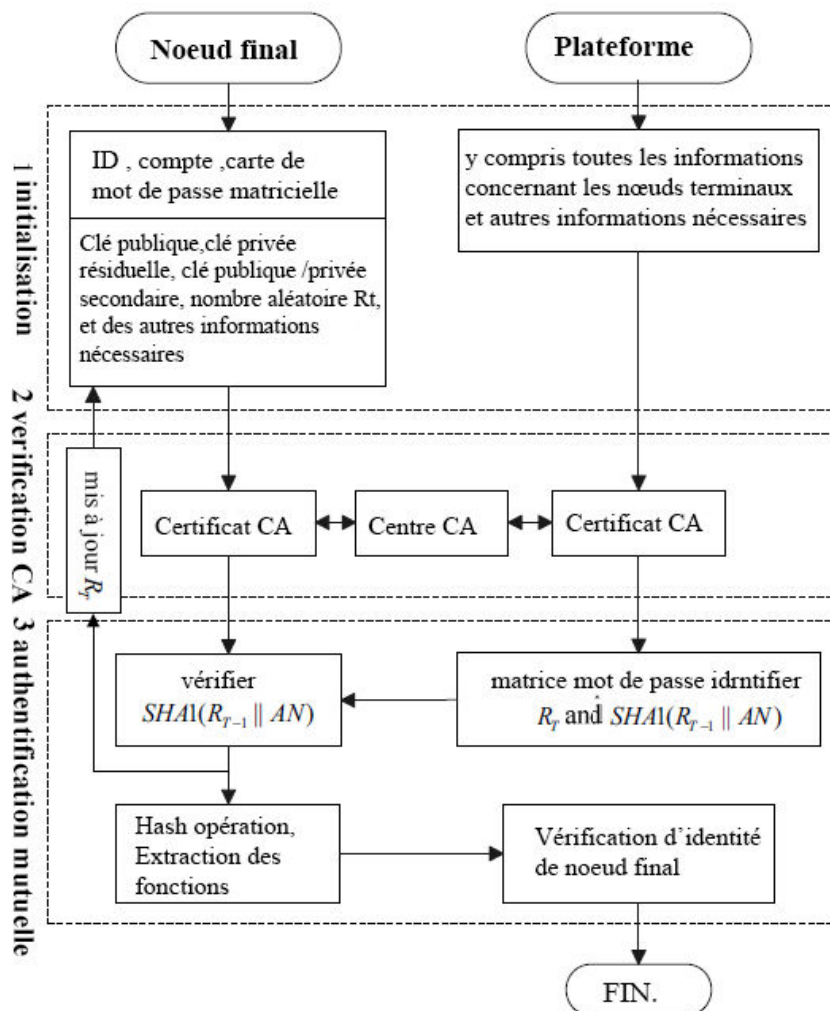 Noeud final
Plateforme
1 initialisation
ID , compte ,carte de
mot de passe matricielle
Clé publique,clé privée
résiduelle, clé publique /privée
secondaire, nombre aléatoire Rt,
et des autres informations
nécessaires
y compris toutes les informations
concernant les nœuds terminaux
et autres informations nécessaires
2 verification CA
mis à jour R_T
Certificat CA
Centre CA
Certificat CA
3 authentification mutuelle
vérifier
SHA1(R_{T-1} || AN)
matrice mot de passe idrntifier
R_T and SHA1(R_{T-1} || AN)
Hash opération,
Extraction des
fonctions
Vérification d’identité
de noeud final
FIN.